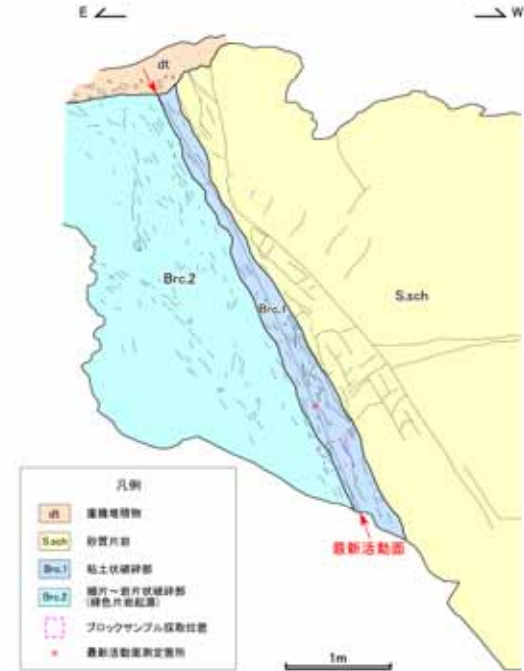 E
W
dt
Brc.2
Brc.1
S.sch
最新活動面
凡例
dt 崖錐堆積物
S.sch 砂質片岩
Brc.1 粘土状破砕部
Brc.2 細片～岩片状破砕部
(緑色片岩起源)
ブロックサンプル採取位置
最新活動面測定箇所
1m